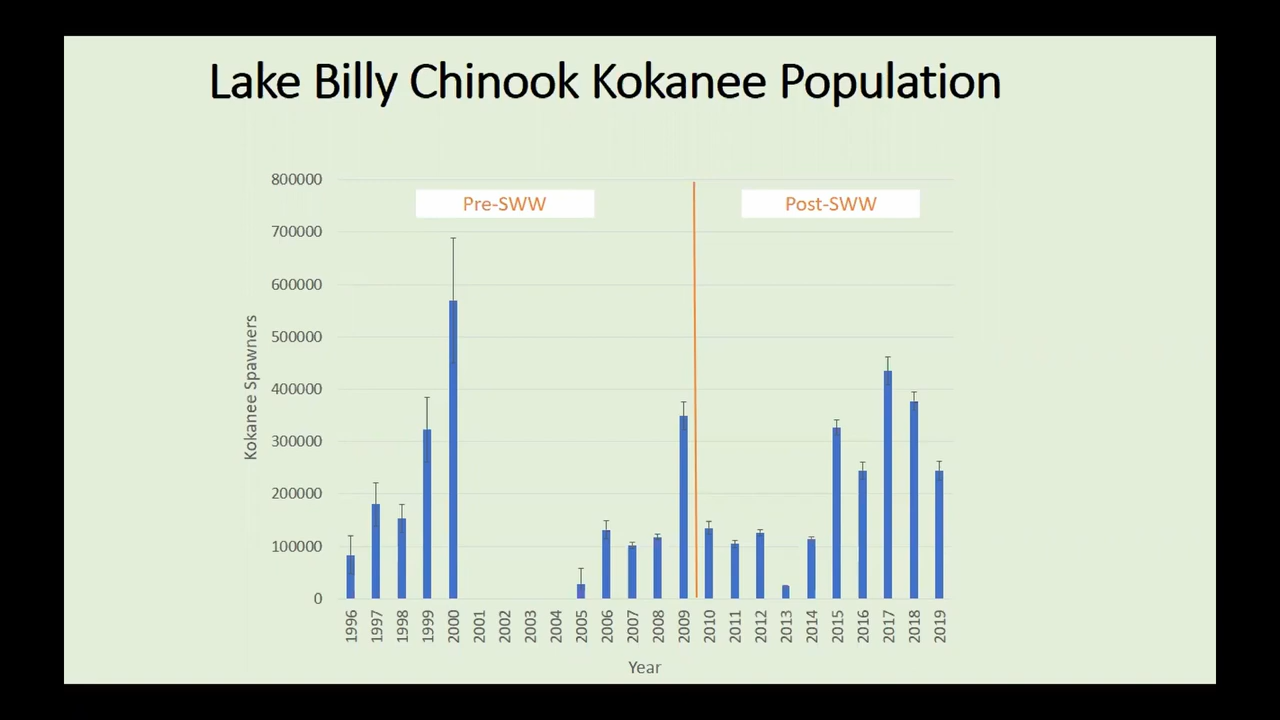 Lake Billy Chinook Kokanee Population
800000
700000
600000
500000
400000
300000
200000
100000
0
Kokanee Spawners
Pre-SWW
Post-SWW
1996 1997 1998 1999 2000 2001 2002 2003 2004 2005 2006 2007 2008 2009 2010 2011 2012 2013 2014 2015 2016 2017 2018 2019
Year